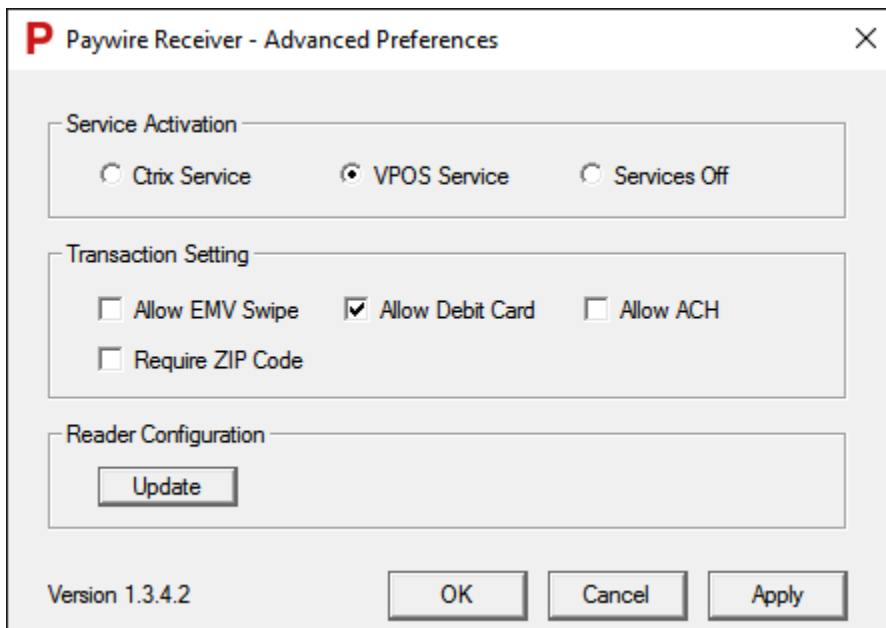 P Paywire Receiver - Advanced Preferences
Service Activation
Ctrix Service VPOS Service Services Off
Transaction Setting
Allow EMV Swipe Allow Debit Card Allow ACH
Require ZIP Code
Reader Configuration
Update
Version 1.3.4.2 OK Cancel Apply